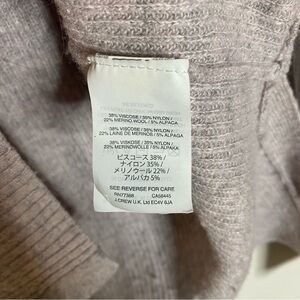 38% VISCOSE / 35% NYLON /
22% MERINO WOOL / 5% ALPACA
38% VISCOSE / 35% NYLON /
22% LAINE DE MERINOS / 5% ALPAGA
38% VISKOSE / 35% NYLON /
22% MERINOWOLLE / 5% ALPAKA
ビスコース 38% /
ナイロン 35% /
メリノウール 22% /
アルパカ 5%
SEE REVERSE FOR CARE
RN77388 CA68445
J.CREW U.K. Ltd EC4V 6JA